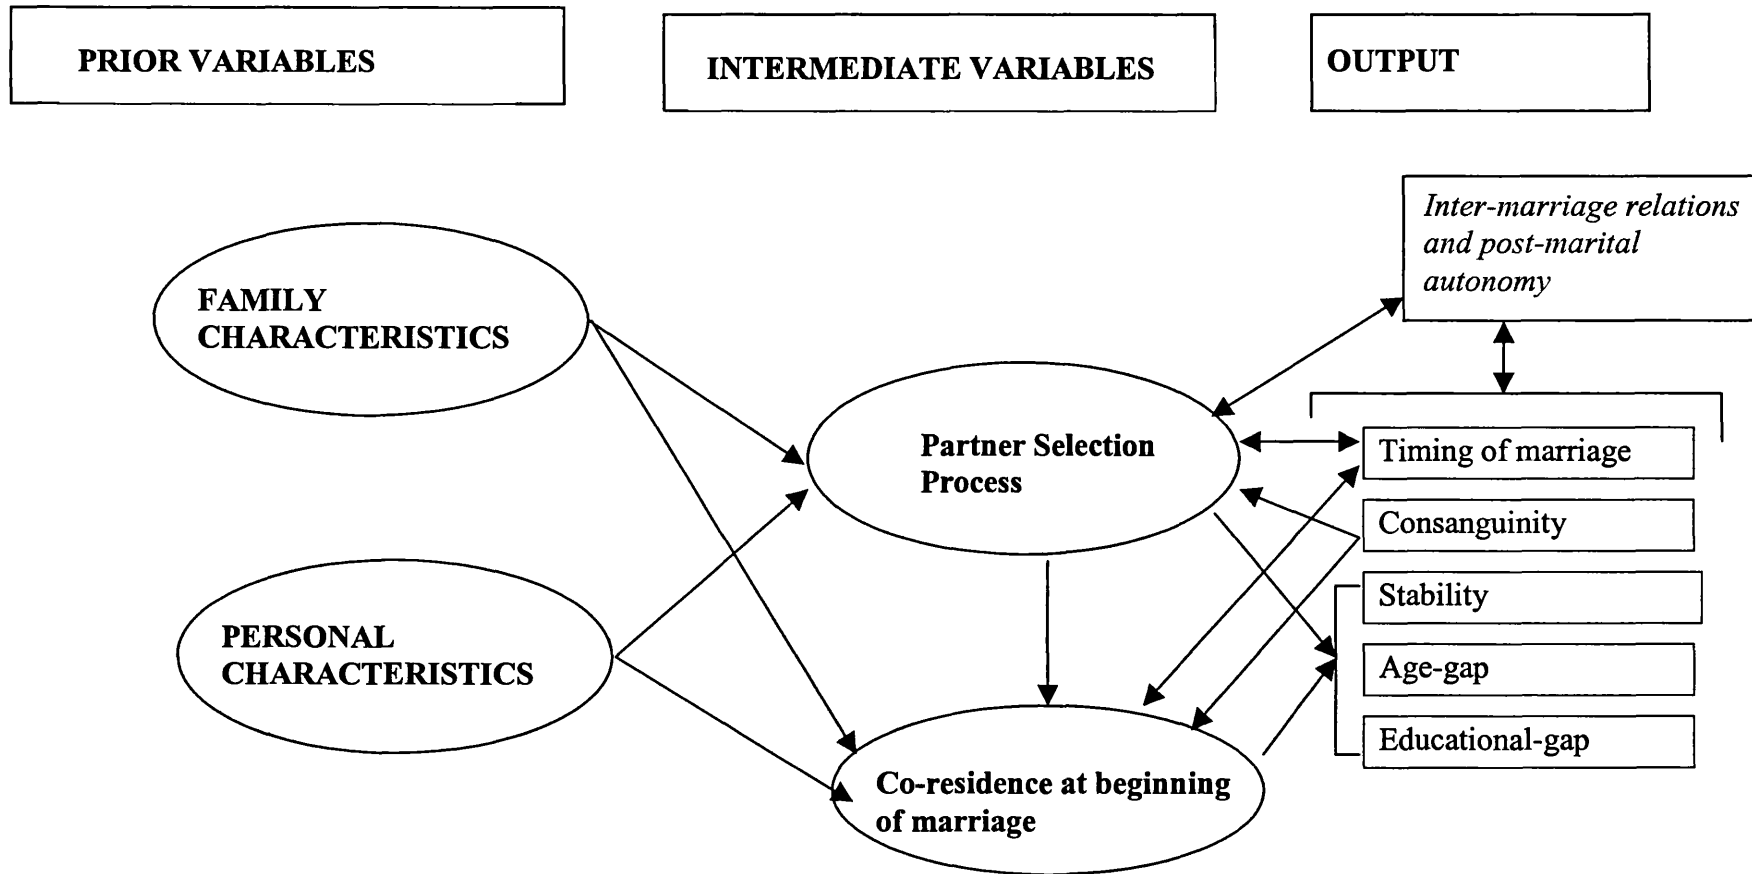 PRIOR VARIABLES
INTERMEDIATE VARIABLES
OUTPUT
Inter-marriage relations
and post-marital
autonomy
FAMILY
CHARACTERISTICS
Partner Selection
Process
Timing of marriage
Consanguinity
Stability
PERSONAL
CHARACTERISTICS
Age-gap
Educational-gap
Co-residence at beginning
of marriage